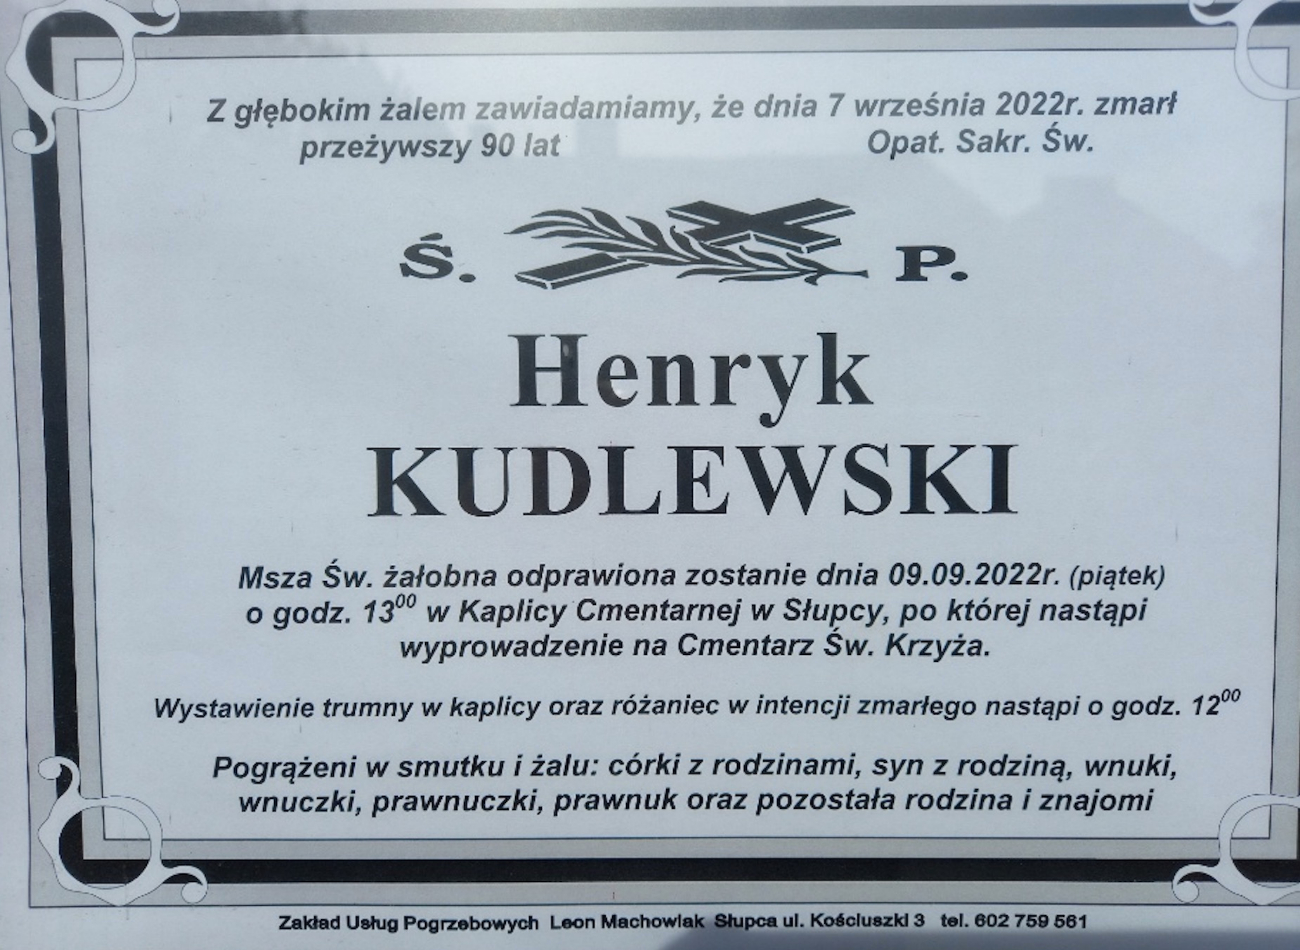 Z głębokim żalem zawiadamiamy, że dnia 7 września 2022r. zmarł
przeżywszy 90 lat Opat. Sakr. Św.
Ś. P.
Henryk
KUDLEWSKI
Msza Św. żałobna odprawiona zostanie dnia 09.09.2022r. (piątek)
o godz. 13⁰⁰ w Kaplicy Cmentarnej w Słupcy, po której nastąpi
wyprowadzenie na Cmentarz Św. Krzyża.
Wystawienie trumny w kaplicy oraz różaniec w intencji zmarłego nastąpi o godz. 12⁰⁰
Pogrążeni w smutku i żalu: córki z rodzinami, syn z rodziną, wnuki,
wnuczki, prawnuczki, prawnuk oraz pozostała rodzina i znajomi
Zakład Usług Pogrzebowych Leon Machowiak Słupca ul. Kościuszki 3 tel. 602 759 561